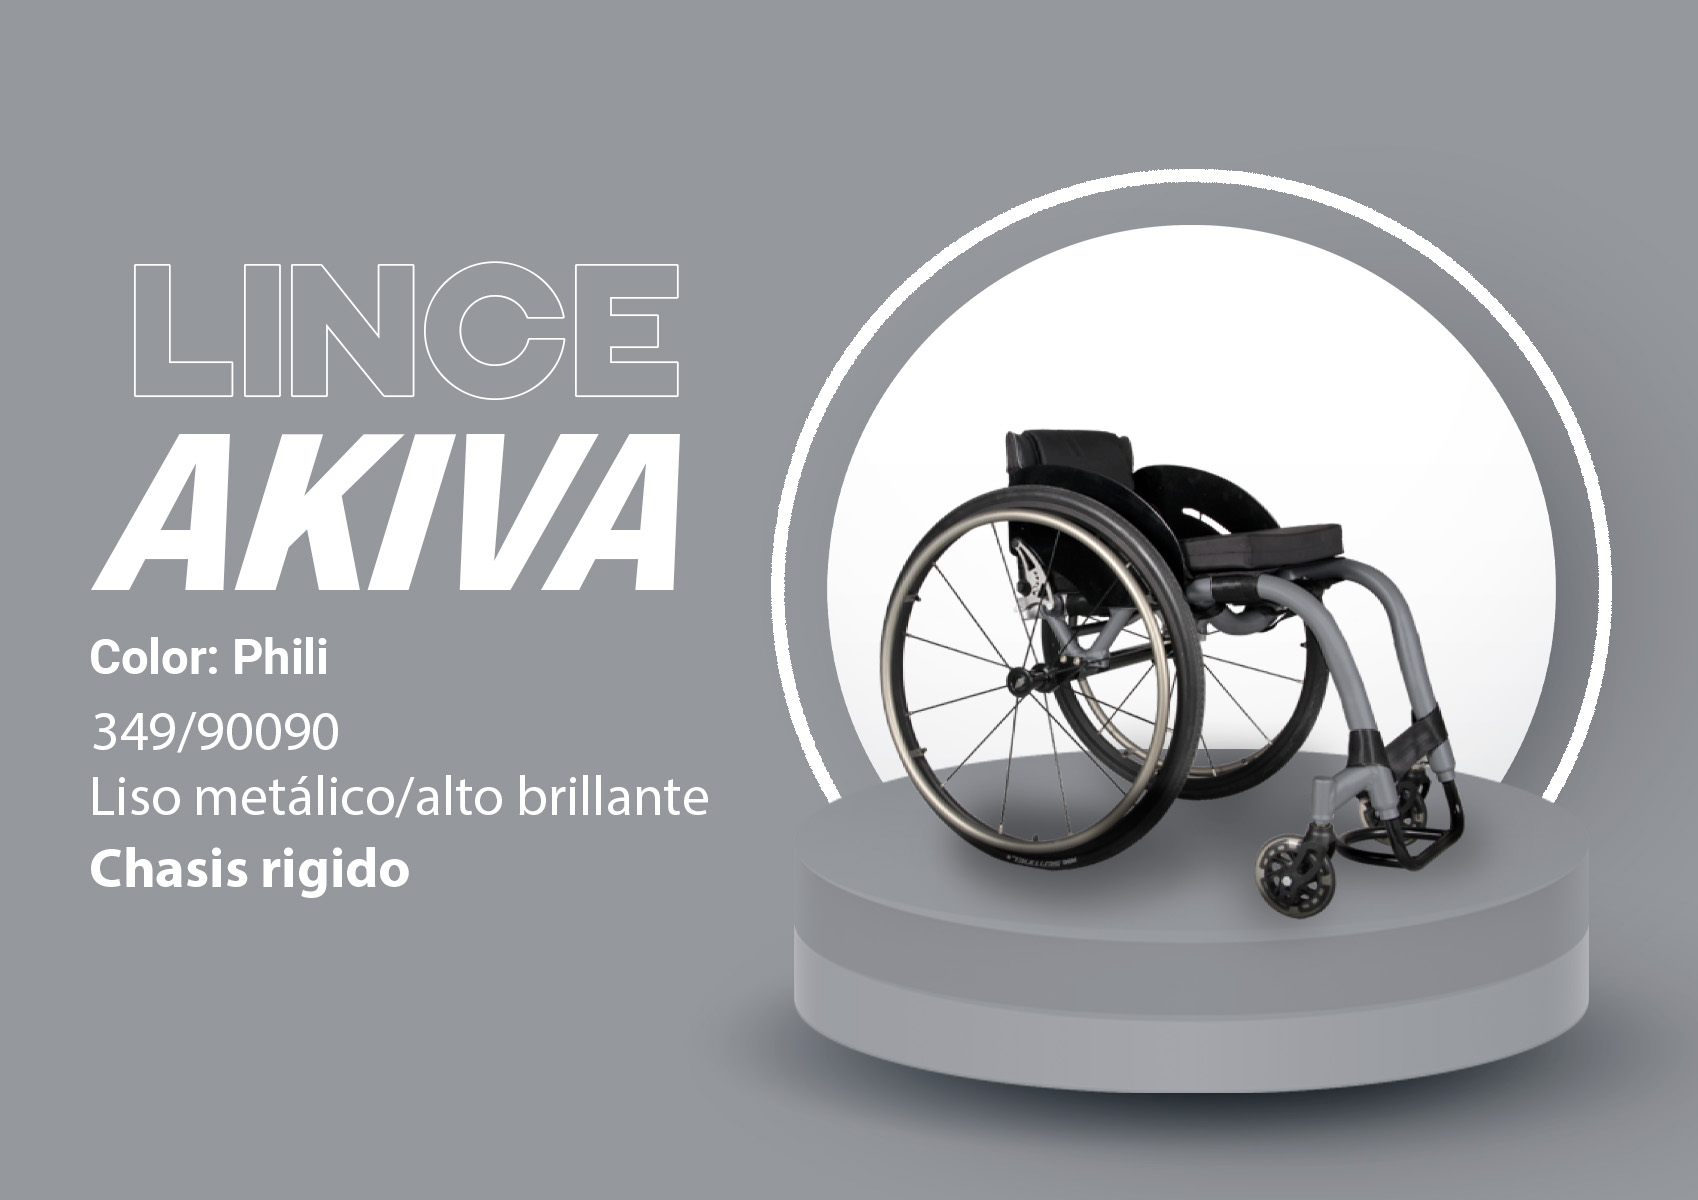 LINCE
AKIVA
Color: Phili
349/90090
Liso metálico/alto brillante
Chasis rigido